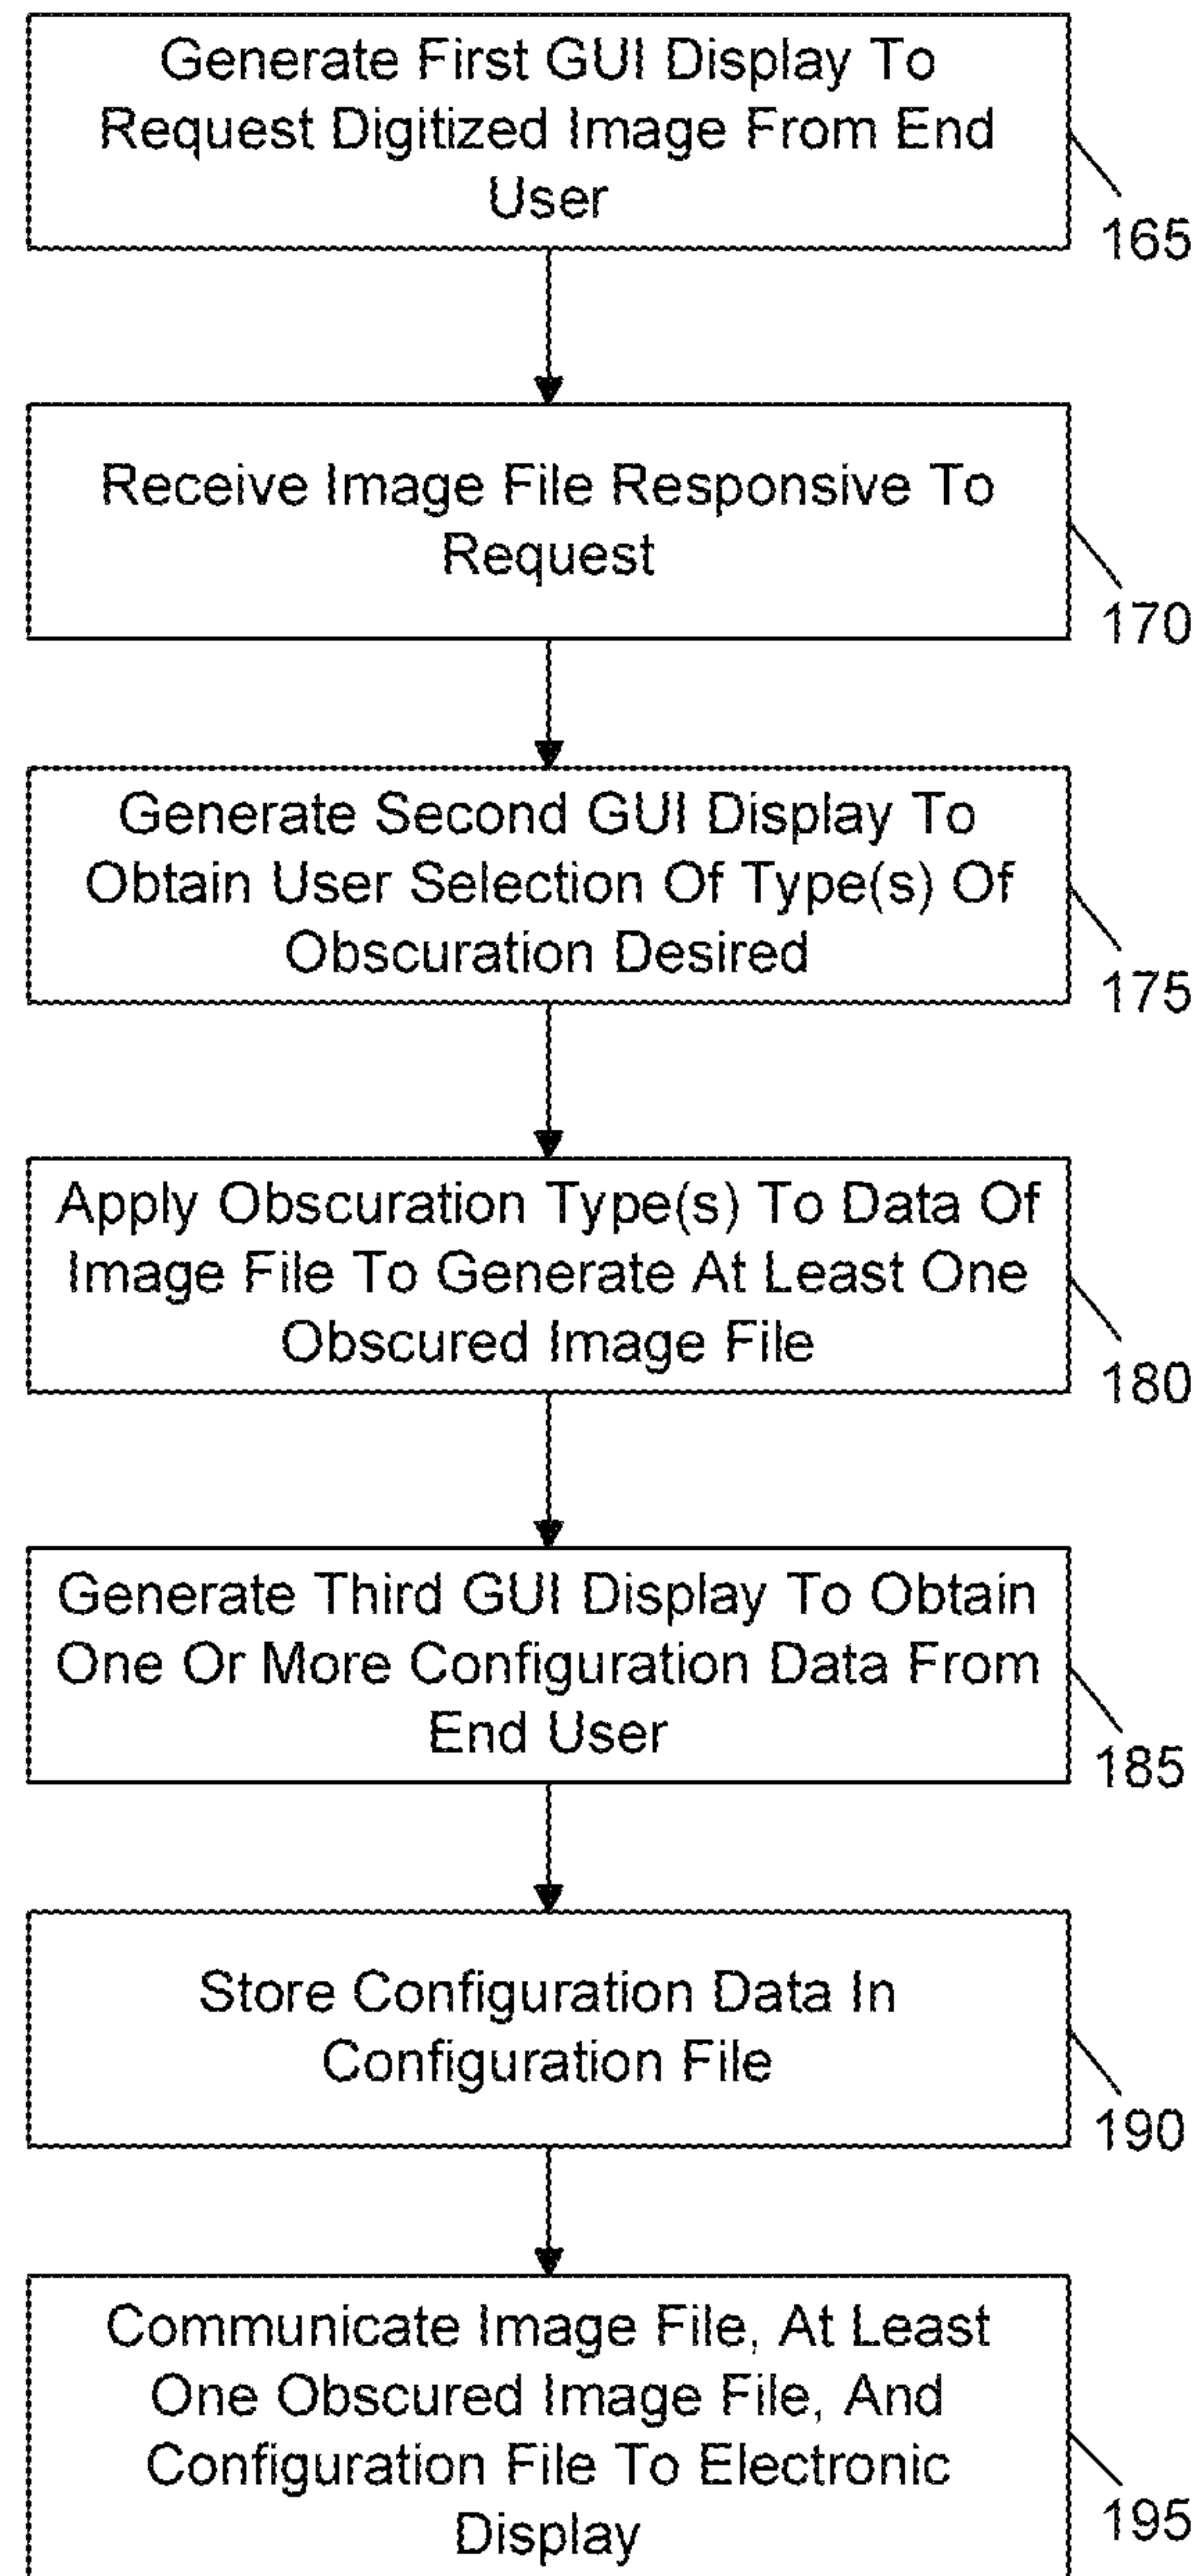 Generate First GUI Display To
Request Digitized Image From End
User
165
Receive Image File Responsive To
Request
170
Generate Second GUI Display To
Obtain User Selection Of Type(s) Of
Obscuration Desired
175
Apply Obscuration Type(s) To Data Of
Image File To Generate At Least One
Obscured Image File
180
Generate Third GUI Display To Obtain
One Or More Configuration Data From
End User
185
Store Configuration Data In
Configuration File
190
Communicate Image File, At Least
One Obscured Image File, And
Configuration File To Electronic
Display
195